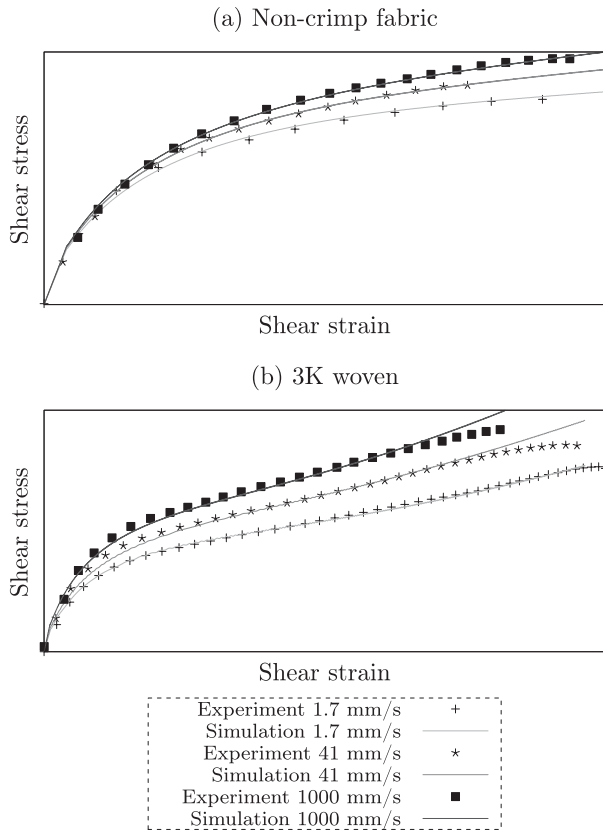 (a) Non-crimp fabric
Shear stress
Shear strain
(b) 3K woven
Shear stress
Shear strain
Experiment 1.7 mm/s
Simulation 1.7 mm/s
Experiment 41 mm/s
Simulation 41 mm/s
Experiment 1000 mm/s
Simulation 1000 mm/s